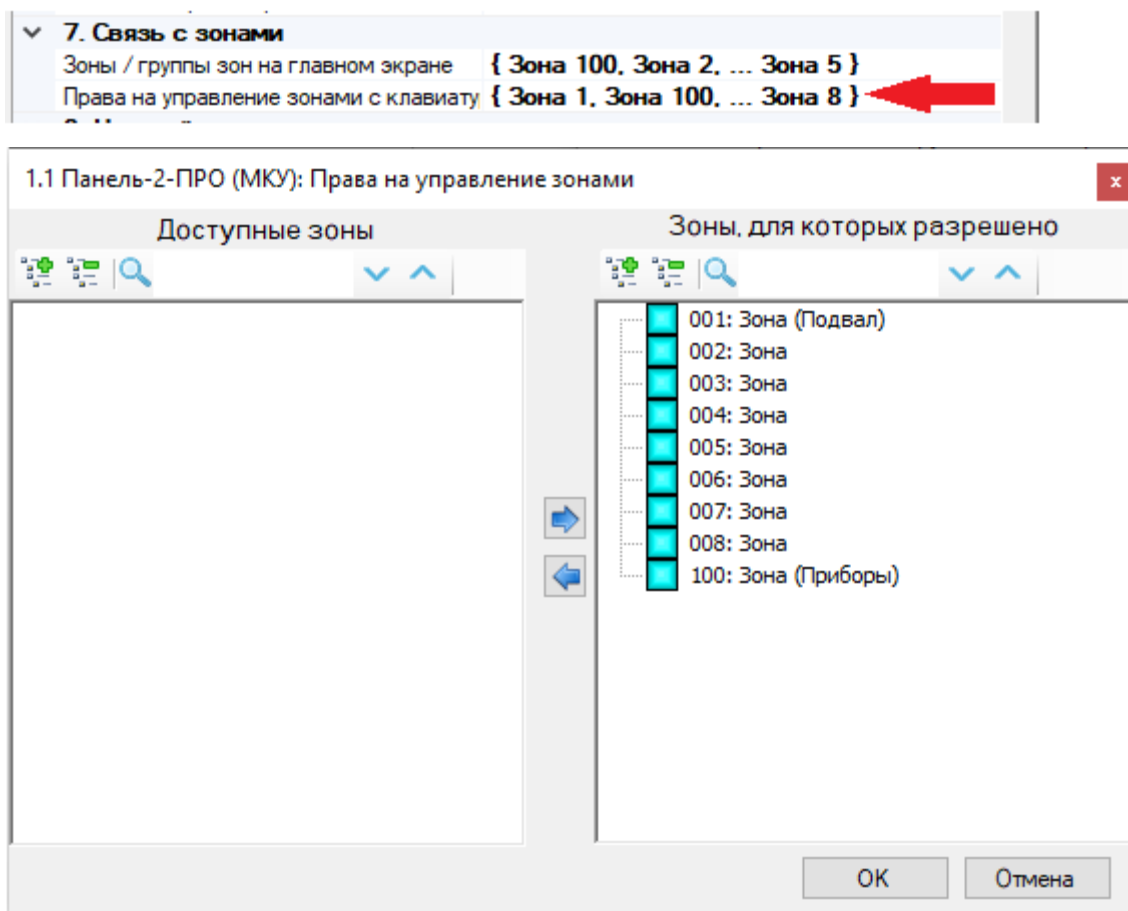 7. Связь с зонами
Зоны / группы зон на главном экране { Зона 100, Зона 2, ... Зона 5 }
Права на управление зонами с клавиату { Зона 1, Зона 100, ... Зона 8 }
1.1 Панель-2-ПРО (МКУ): Права на управление зонами
x
Доступные зоны
Зоны, для которых разрешено
001: Зона (Подвал)
002: Зона
003: Зона
004: Зона
005: Зона
006: Зона
007: Зона
008: Зона
100: Зона (Приборы)
OK Отмена